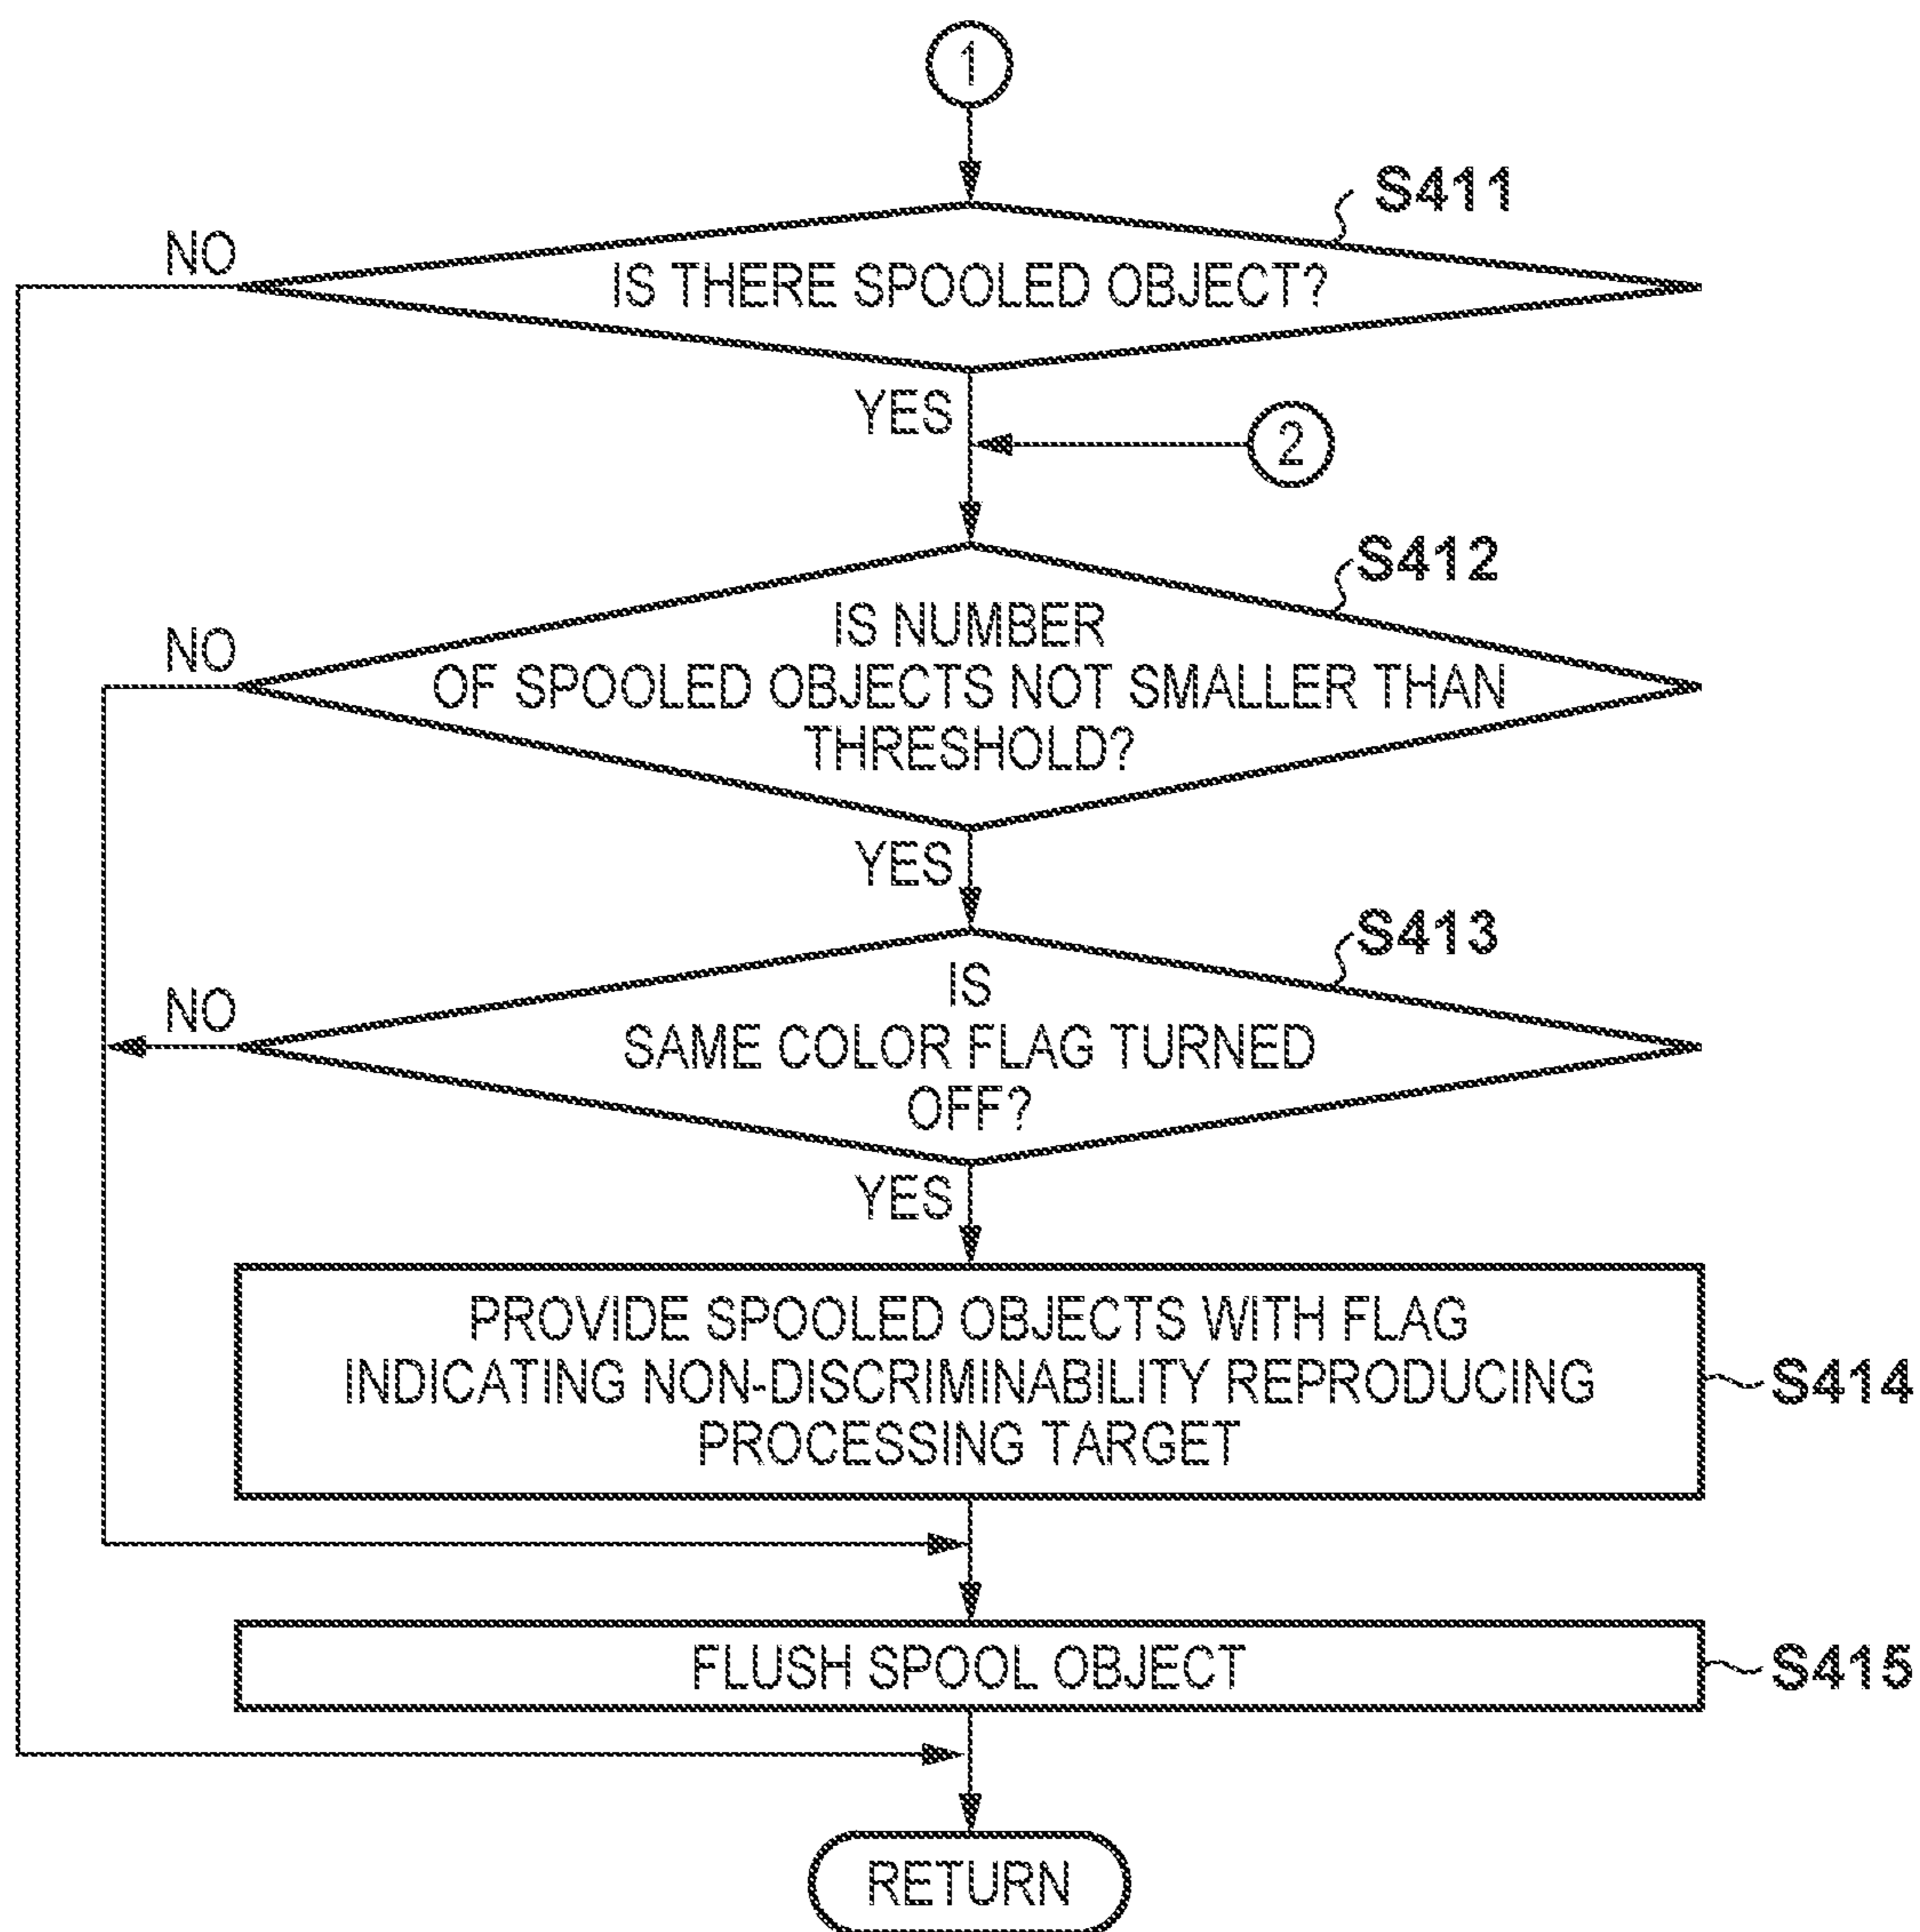 1
S411
NO
IS THERE SPOOLED OBJECT?
YES
2
S412
IS NUMBER
NO
OF SPOOLED OBJECTS NOT SMALLER THAN
THRESHOLD?
YES
S413
IS
NO
SAME COLOR FLAG TURNED
OFF?
YES
PROVIDE SPOOLED OBJECTS WITH FLAG
INDICATING NON-DISCRIMINABILITY REPRODUCING
S414
PROCESSING TARGET
FLUSH SPOOL OBJECT
S415
RETURN